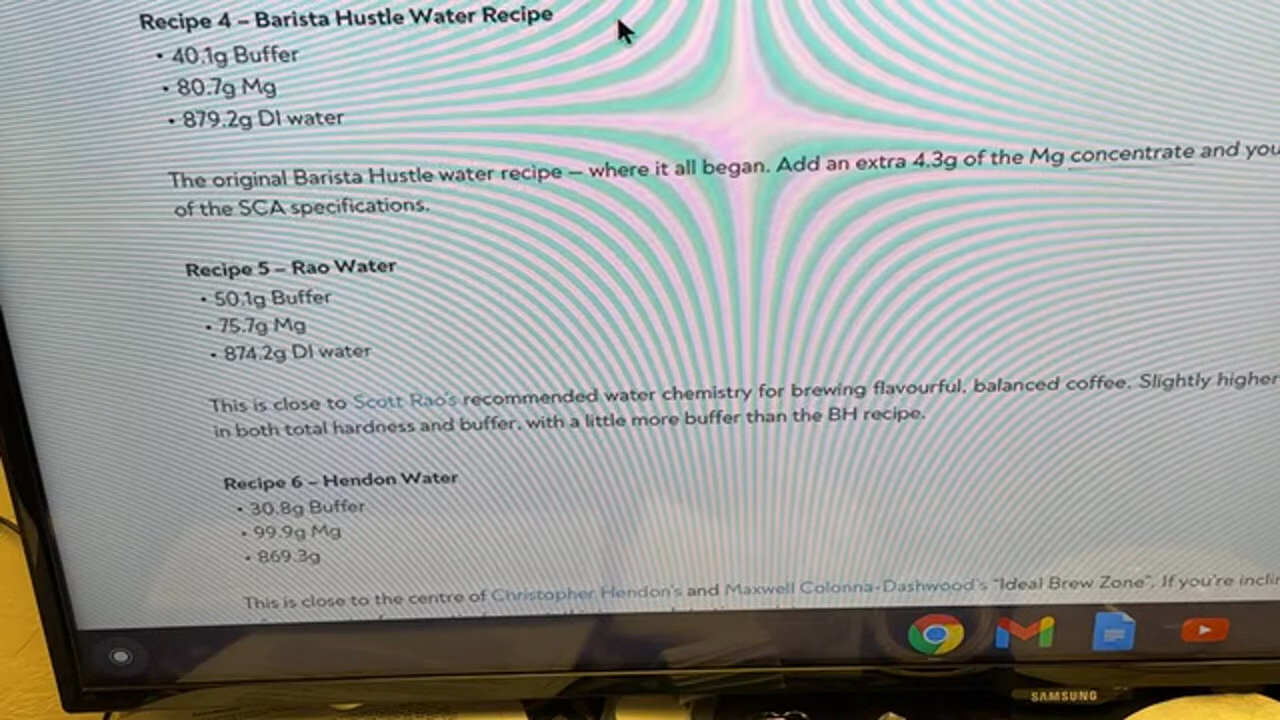 Recipe 4 – Barista Hustle Water Recipe
• 40.1g Buffer
• 80.7g Mg
• 879.2g DI water
The original Barista Hustle water recipe – where it all began. Add an extra 4.3g of the Mg concentrate and you
of the SCA specifications.
Recipe 5 – Rao Water
• 50.1g Buffer
• 75.7g Mg
• 874.2g DI water
This is close to Scott Rao's recommended water chemistry for brewing flavourful, balanced coffee. Slightly higher
in both total hardness and buffer, with a little more buffer than the BH recipe.
Recipe 6 – Hendon Water
• 30.8g Buffer
• 99.9g Mg
• 869.3g
This is close to the centre of Christopher Hendon's and Maxwell Colonna-Dashwood's "Ideal Brew Zone". If you're
SAMSUNG